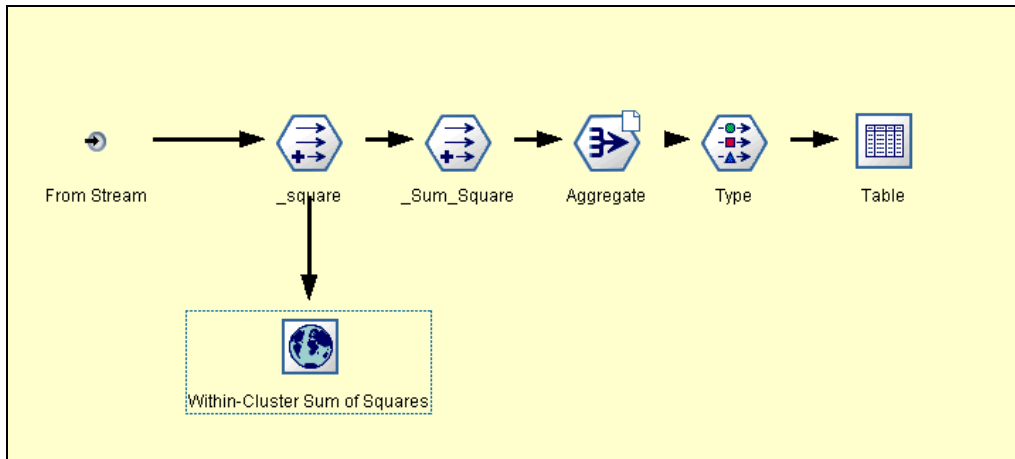 From Stream
_square
_Sum_Square
Aggregate
Type
Table
Within-Cluster Sum of Squares